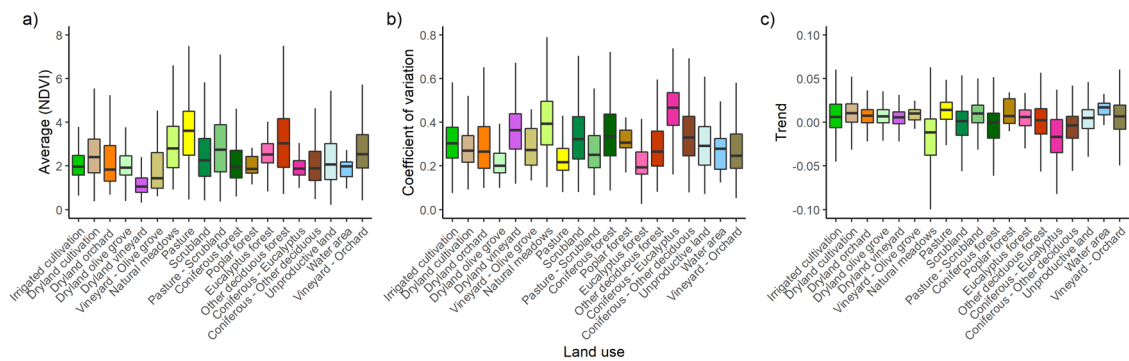 a)
Average (NDVI)
8
6
4
2
0
Irrigated cultivation
Dryland cultivation
Dryland orchard
Dryland olive grove
Dryland vineyard
Vineyard - Olive grove
Natural meadows
Pasture
Scrubland
Pasture - Scrubland
Coniferous forest
Poplar forest
Eucalyptus forest
Other deciduous forest
Coniferous - Eucalyptus
Coniferous - Other deciduous
Unproductive land
Water area
Vineyard - Orchard
b)
Coefficient of variation
0.8
0.6
0.4
0.2
0.0
Irrigated cultivation
Dryland cultivation
Dryland orchard
Dryland olive grove
Dryland vineyard
Vineyard - Olive grove
Natural meadows
Pasture
Scrubland
Pasture - Scrubland
Coniferous forest
Poplar forest
Eucalyptus forest
Other deciduous forest
Coniferous - Eucalyptus
Coniferous - Other deciduous
Unproductive land
Water area
Vineyard - Orchard
c)
Trend
0.10
0.05
0.00
-0.05
-0.10
Irrigated cultivation
Dryland cultivation
Dryland orchard
Dryland olive grove
Dryland vineyard
Vineyard - Olive grove
Natural meadows
Pasture
Scrubland
Pasture - Scrubland
Coniferous forest
Poplar forest
Eucalyptus forest
Other deciduous forest
Coniferous - Eucalyptus
Coniferous - Other deciduous
Unproductive land
Water area
Vineyard - Orchard
Land use